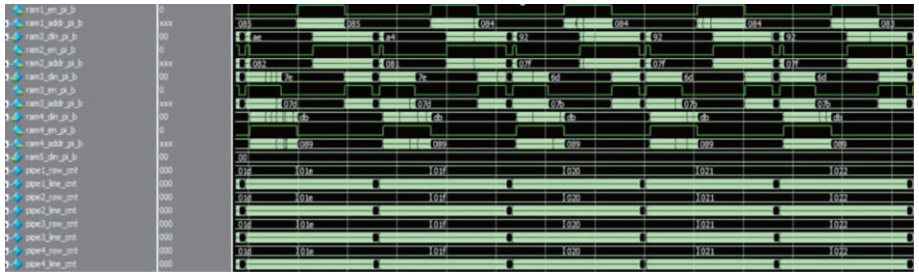 ram1_en_pi_b 0
ram1_addr_pi_b xxx 085 085 084 084 084 083
ram2_din_pi_b 00 ae a4 92 92 92
ram2_en_pi_b 0
ram2_addr_pi_b xxx 082 081 07f 07f 07f
ram3_din_pi_b 00 7e 7e 6d 6d 6d
ram3_en_pi_b 0
ram3_addr_pi_b xxx 07d 07d 07b 07b 07b
ram4_din_pi_b 00 db db db db db
ram4_en_pi_b 0
ram4_addr_pi_b xxx 089 089 089 089 089
ram5_din_pi_b 00 00
pipe1_row_cnt 000 01d 01e 01f 020 021 022
pipe1_line_cnt 000
pipe2_row_cnt 000 01d 01e 01f 020 021 022
pipe2_line_cnt 000
pipe3_row_cnt 000 01d 01e 01f 020 021 022
pipe3_line_cnt 000
pipe4_row_cnt 000 01d 01e 01f 020 021 022
pipe4_line_cnt 000